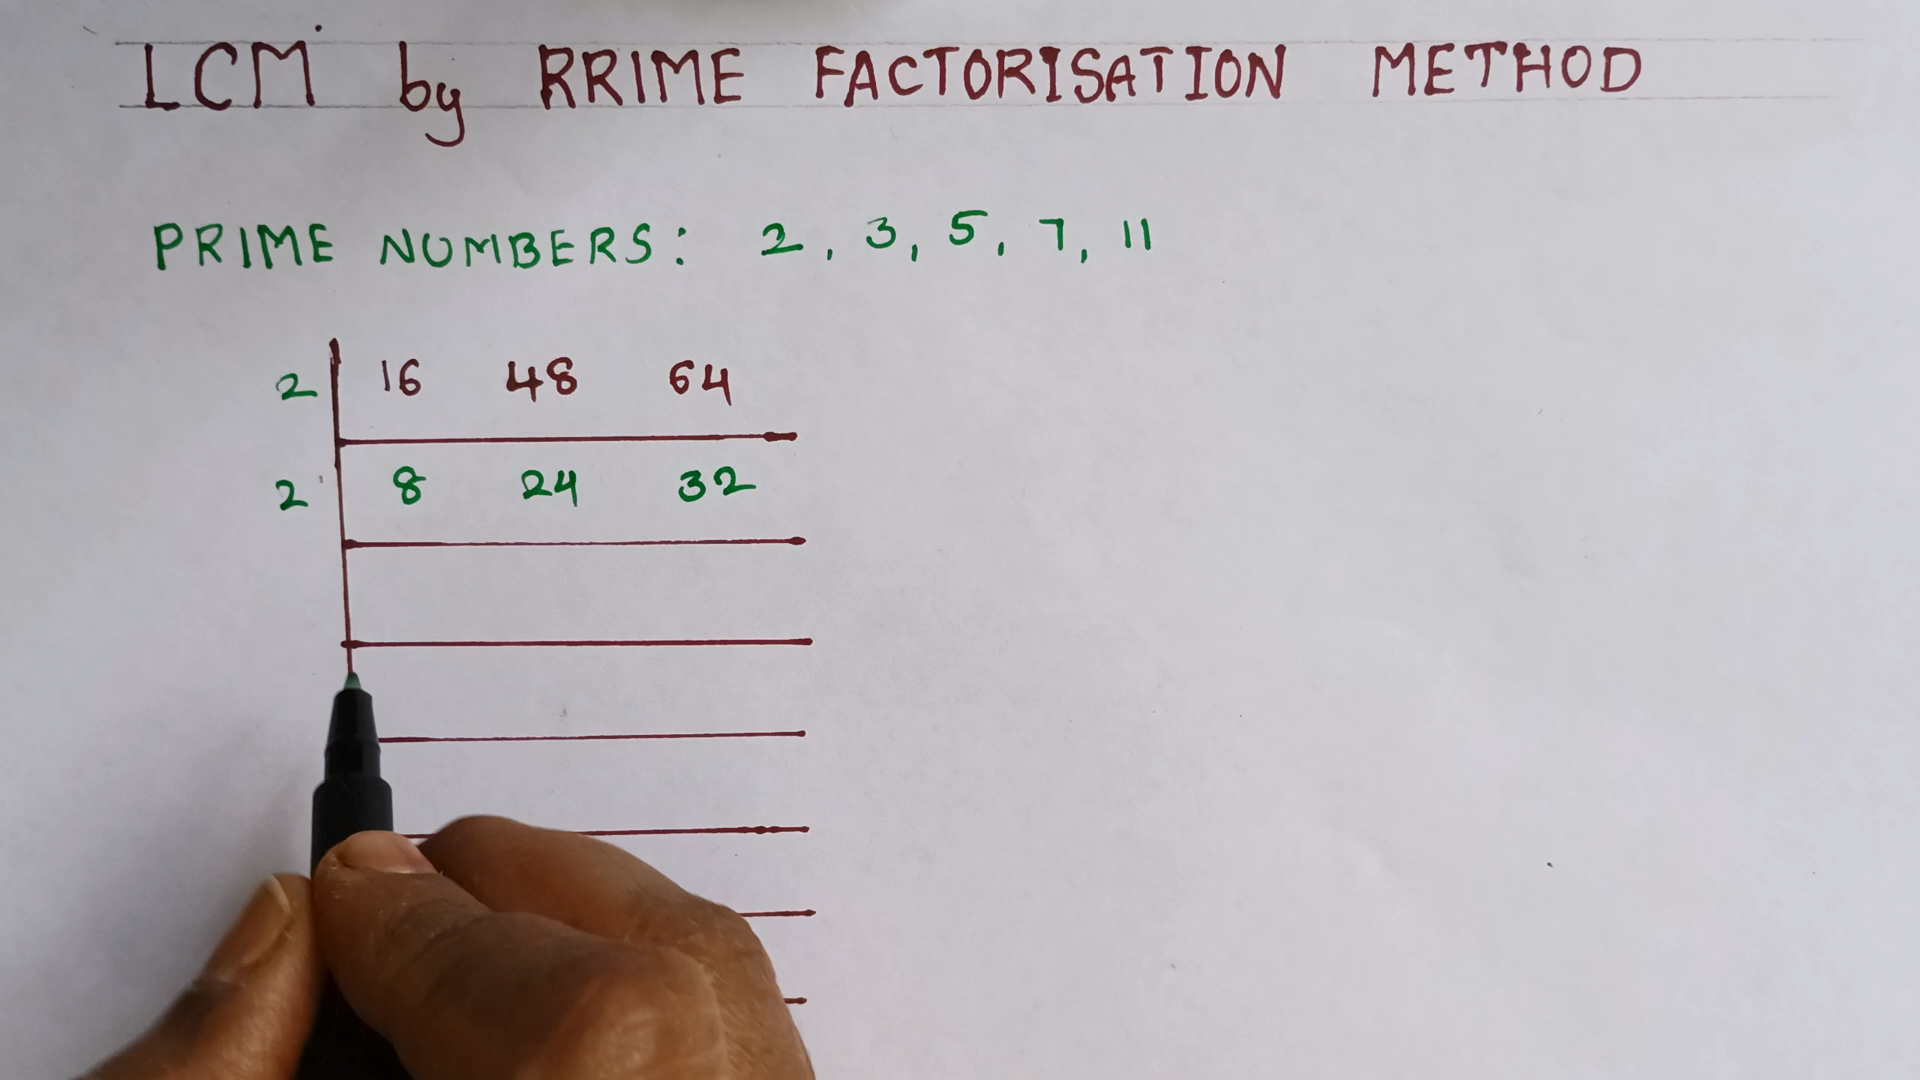 LCM by RRIME FACTORISATION METHOD
PRIME NUMBERS: 2, 3, 5, 7, 11
2 16 48 64
2 8 24 32